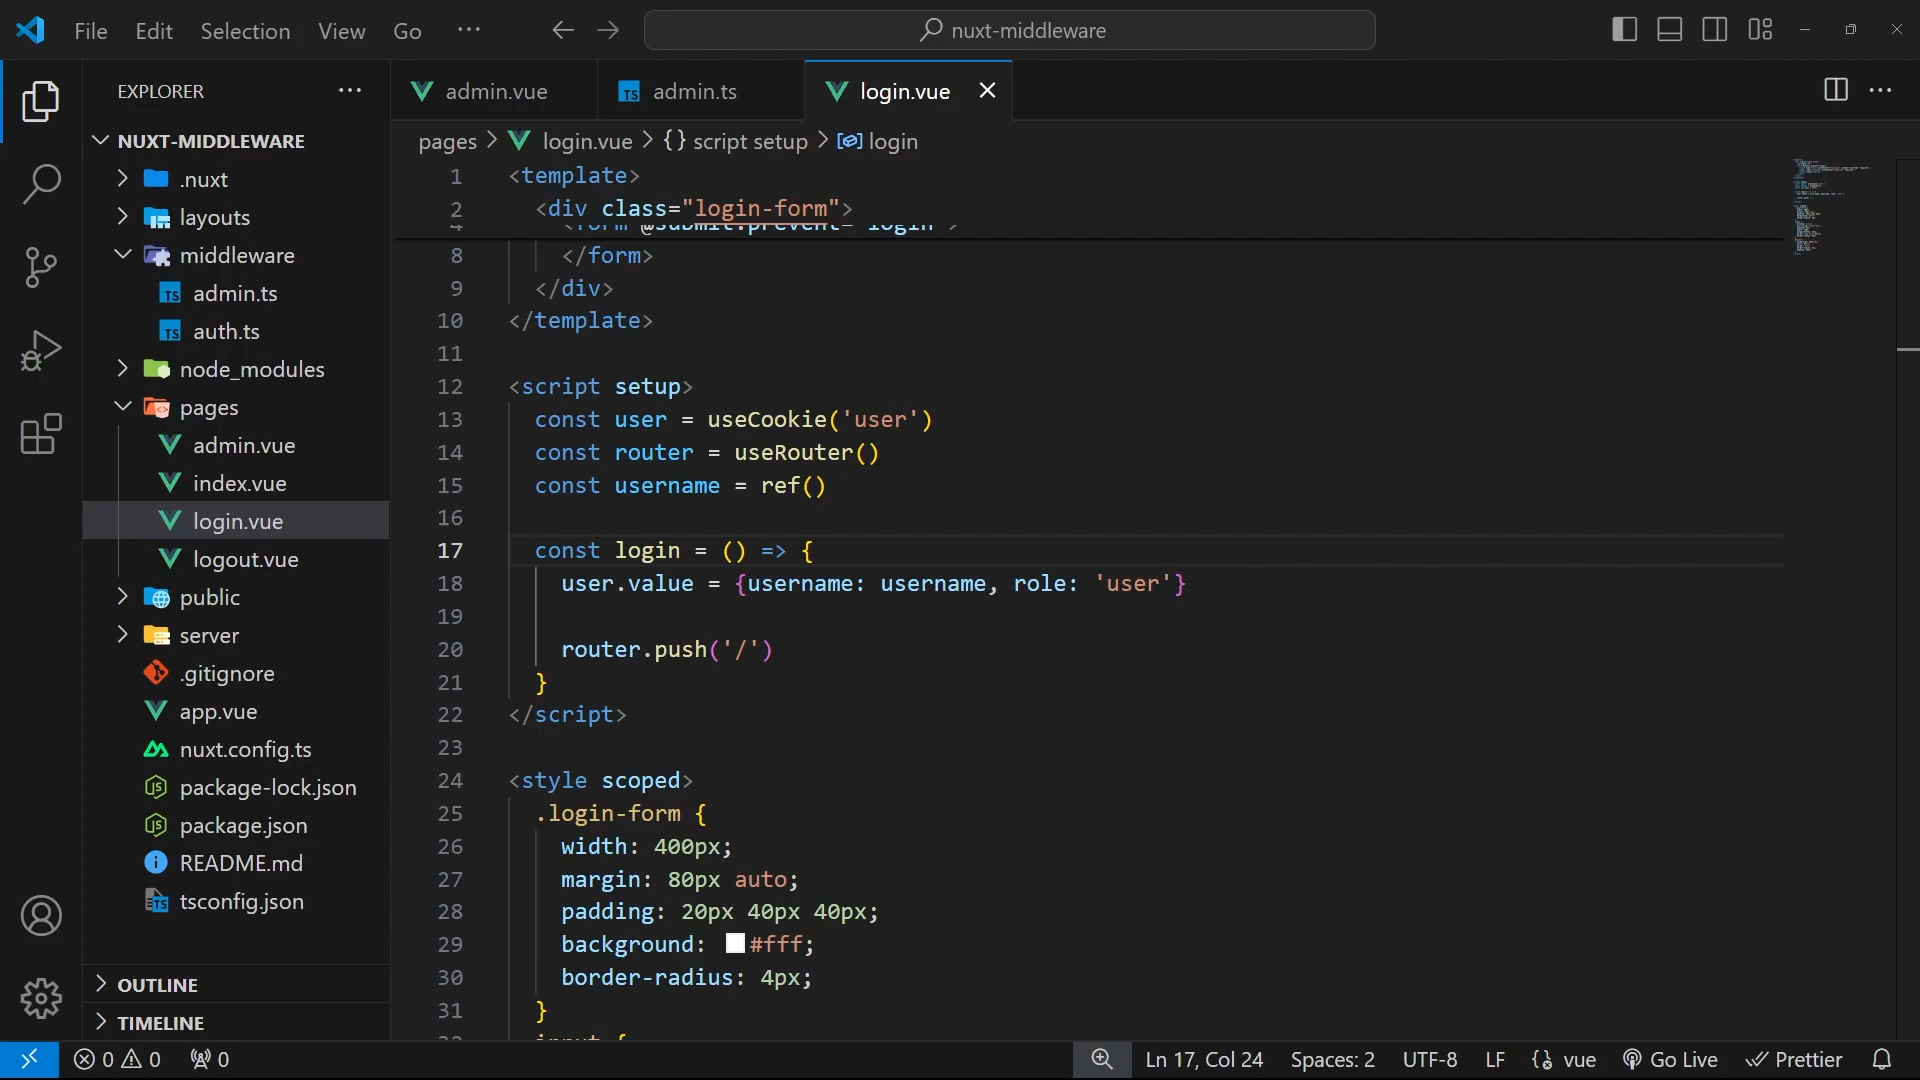 File Edit Selection View Go ··· nuxt-middleware
EXPLORER ···
NUXT-MIDDLEWARE
.nuxt
layouts
middleware
admin.ts
auth.ts
node_modules
pages
admin.vue
index.vue
login.vue
logout.vue
public
server
.gitignore
app.vue
nuxt.config.ts
package-lock.json
package.json
README.md
tsconfig.json
OUTLINE
TIMELINE
admin.vue
TS admin.ts
login.vue
pages > login.vue > {} script setup > login
1 <template>
2 <div class="login-form">
4 <form @submit.prevent="login">
8 </form>
9 </div>
10 </template>
11
12 <script setup>
13 const user = useCookie('user')
14 const router = useRouter()
15 const username = ref()
16
17 const login = () => {
18 user.value = {username: username, role: 'user'}
19
20 router.push('/')
21 }
22 </script>
23
24 <style scoped>
25 .login-form {
26 width: 400px;
27 margin: 80px auto;
28 padding: 20px 40px 40px;
29 background: #fff;
30 border-radius: 4px;
31 }
0 0 0 Ln 17, Col 24 Spaces: 2 UTF-8 LF vue Go Live Prettier